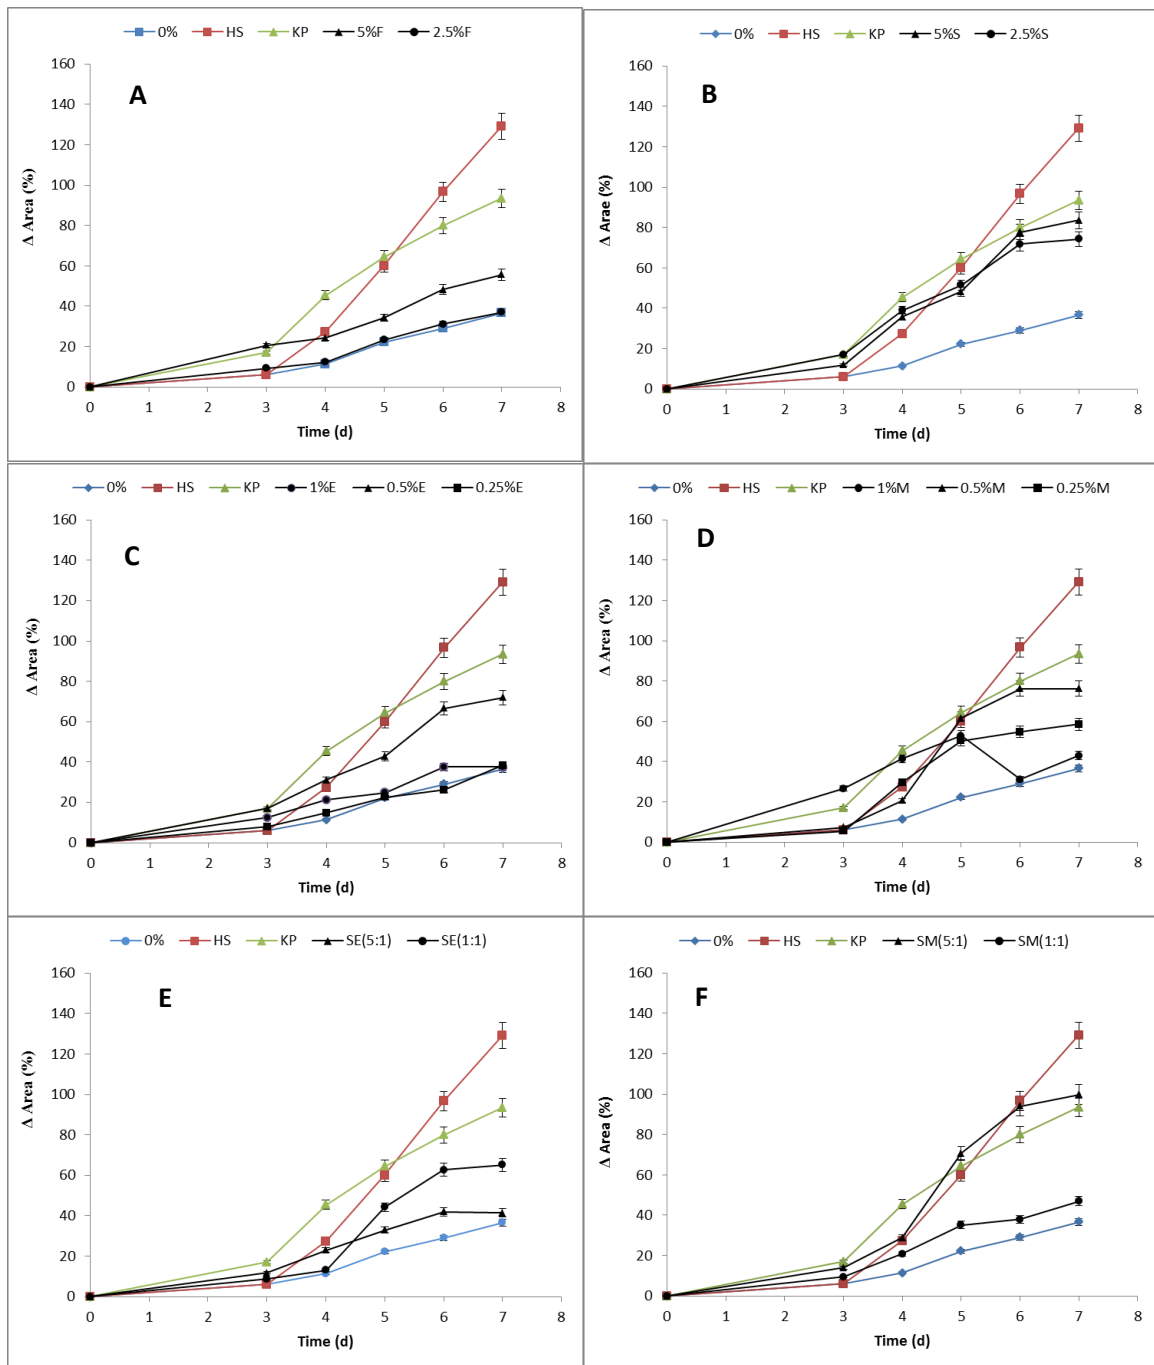 0% HS KP 5%F 2.5%F
A
160
140
120
100
80
60
40
20
0
Δ Area (%)
0 1 2 3 4 5 6 7 8
Time (d)
0% HS KP 5%S 2.5%S
B
160
140
120
100
80
60
40
20
0
Δ Arae (%)
0 1 2 3 4 5 6 7 8
Time (d)
0% HS KP 1%E 0.5%E 0.25%E
C
160
140
120
100
80
60
40
20
0
Δ Area (%)
0 1 2 3 4 5 6 7 8
Time (d)
0% HS KP 1%M 0.5%M 0.25%M
D
160
140
120
100
80
60
40
20
0
Δ Area (%)
0 1 2 3 4 5 6 7 8
Time (d)
0% HS KP SE(5:1) SE(1:1)
E
160
140
120
100
80
60
40
20
0
Δ Area (%)
0 1 2 3 4 5 6 7 8
Time (d)
0% HS KP SM(5:1) SM(1:1)
F
160
140
120
100
80
60
40
20
0
Δ Area (%)
0 1 2 3 4 5 6 7 8
Time (d)